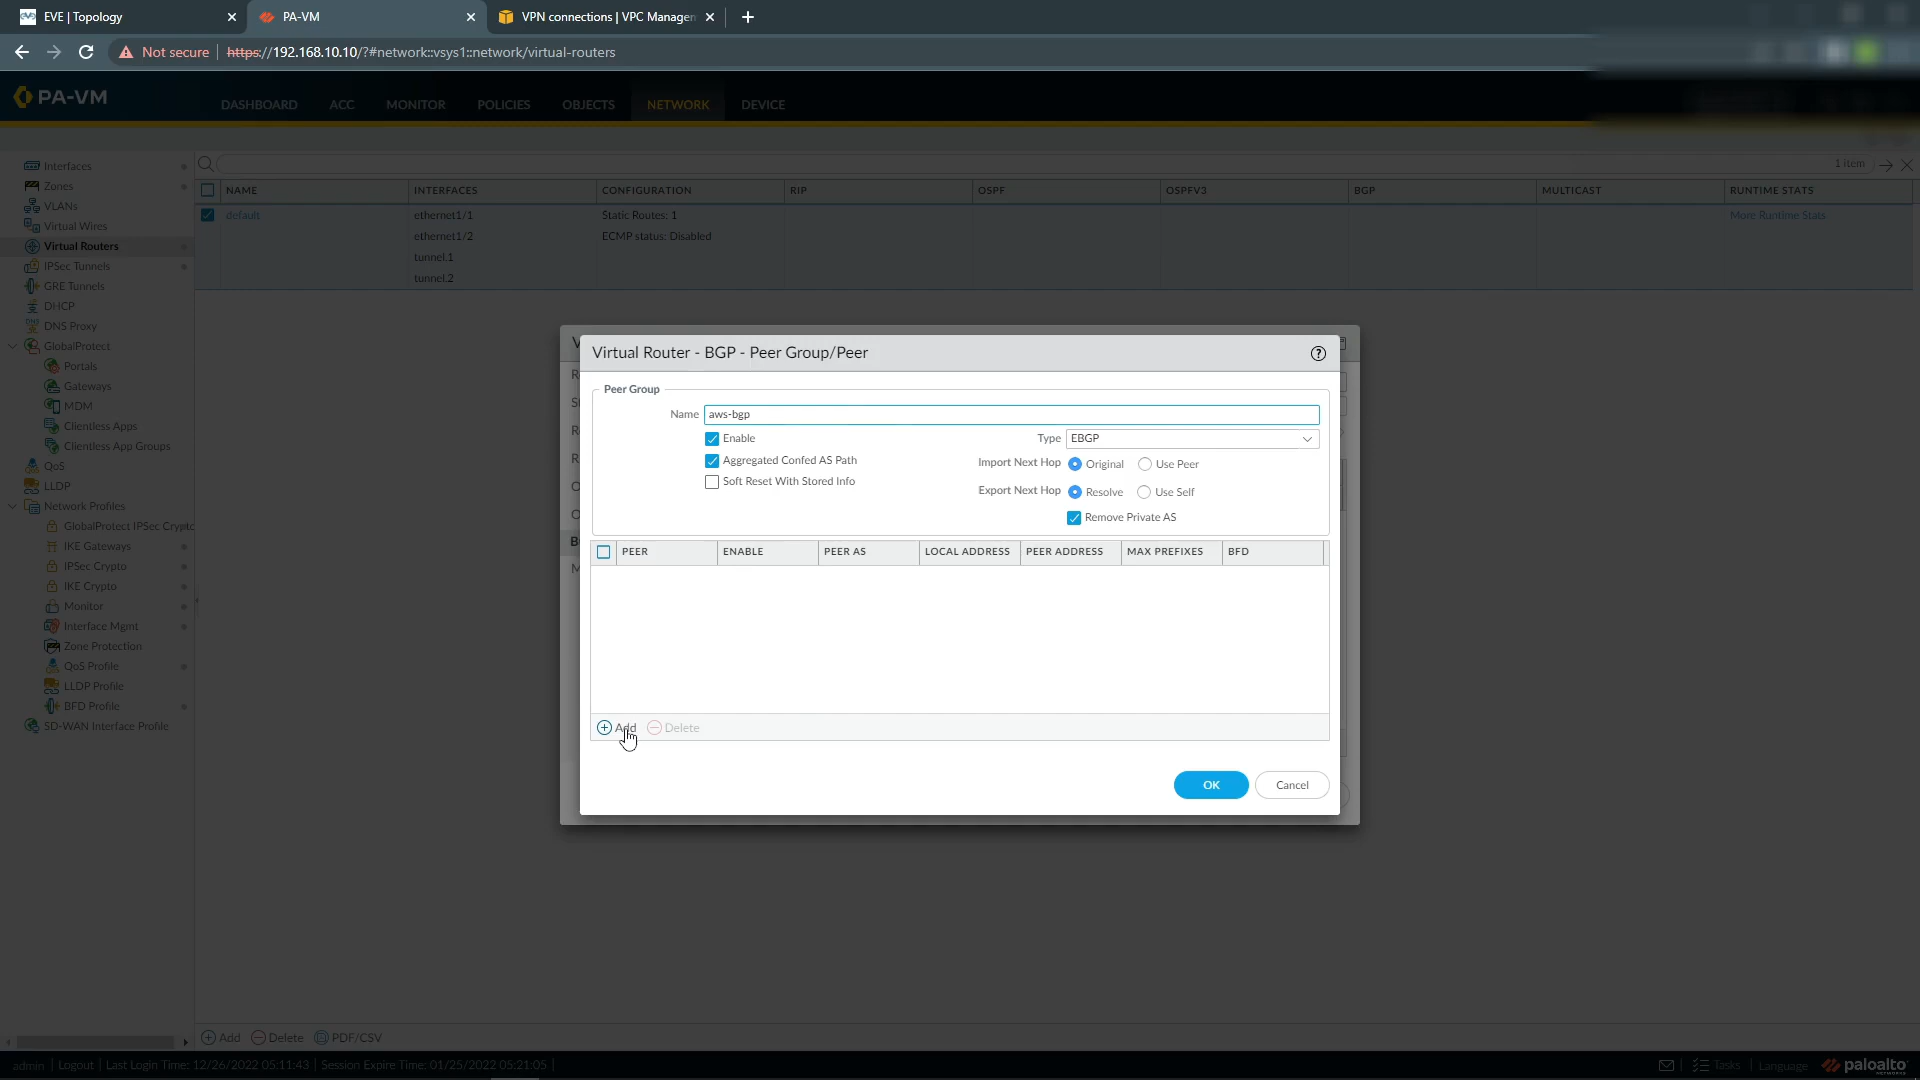 EVE | Topology
PA-VM
VPN connections | VPC Managem
Not secure
https://192.168.10.10/?#network::vsys1::network/virtual-routers
PA-VM
DASHBOARD
ACC
MONITOR
POLICIES
OBJECTS
NETWORK
DEVICE
Interfaces
Zones
VLANs
Virtual Wires
Virtual Routers
IPSec Tunnels
GRE Tunnels
DHCP
DNS Proxy
GlobalProtect
Portals
Gateways
MDM
Clientless Apps
Clientless App Groups
QoS
LLDP
Network Profiles
GlobalProtect IPSec Crypto
IKE Gateways
IPSec Crypto
IKE Crypto
Monitor
Interface Mgmt
Zone Protection
QoS Profile
LLDP Profile
BFD Profile
SD-WAN Interface Profile
1 item
NAME INTERFACES CONFIGURATION RIP OSPF OSPFV3 BGP MULTICAST RUNTIME STATS
default ethernet1/1 Static Routes: 1 More Runtime Stats
ethernet1/2 ECMP status: Disabled
tunnel.1
tunnel.2
Virtual Router - BGP - Peer Group/Peer
Peer Group
Name aws-bgp
Enable
Aggregated Confed AS Path
Soft Reset With Stored Info
Type EBGP
Import Next Hop Original Use Peer
Export Next Hop Resolve Use Self
Remove Private AS
PEER ENABLE PEER AS LOCAL ADDRESS PEER ADDRESS MAX PREFIXES BFD
Add Delete
OK Cancel
Add Delete PDF/CSV
admin | Logout | Last Login Time: 12/26/2022 05:11:43 | Session Expire Time: 01/25/2022 05:21:05 |
Tasks | Language
paloalto
NETWORKS